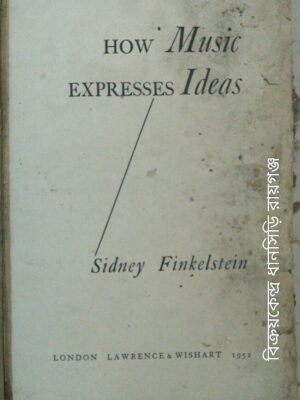 HOW Music
EXPRESSES Ideas
Sidney Finkelstein
LONDON LAWRENCE & WISHART 1952
বিক্রয়কেন্দ্র ধানসিড়ি রায়গঞ্জ